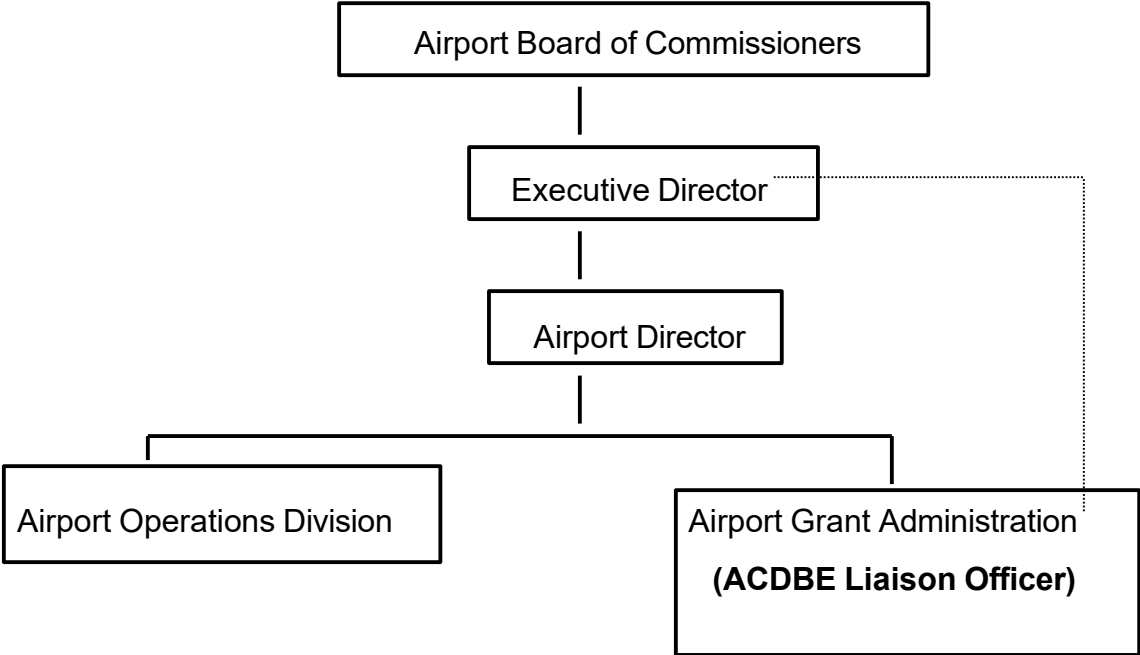 Airport Board of Commissioners
Executive Director
Airport Director
Airport Operations Division
Airport Grant Administration
(ACDBE Liaison Officer)